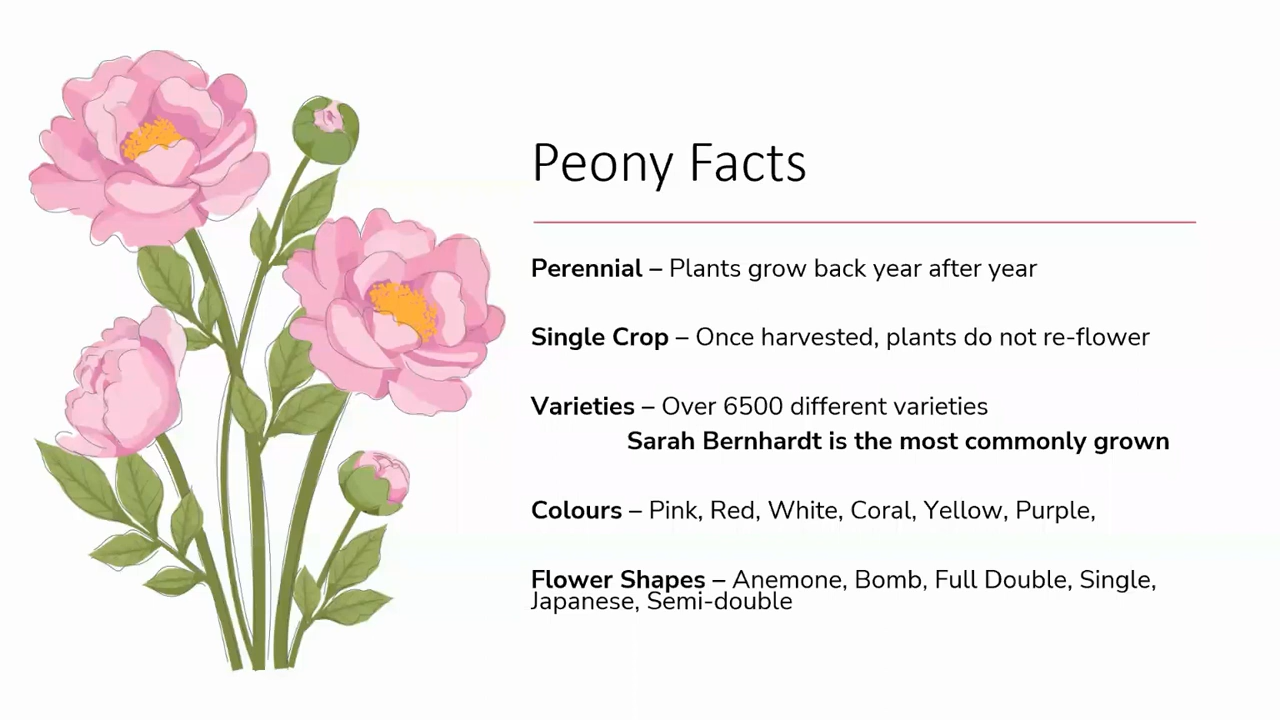 Peony Facts
Perennial – Plants grow back year after year
Single Crop – Once harvested, plants do not re-flower
Varieties – Over 6500 different varieties
Sarah Bernhardt is the most commonly grown
Colours – Pink, Red, White, Coral, Yellow, Purple,
Flower Shapes – Anemone, Bomb, Full Double, Single,
Japanese, Semi-double